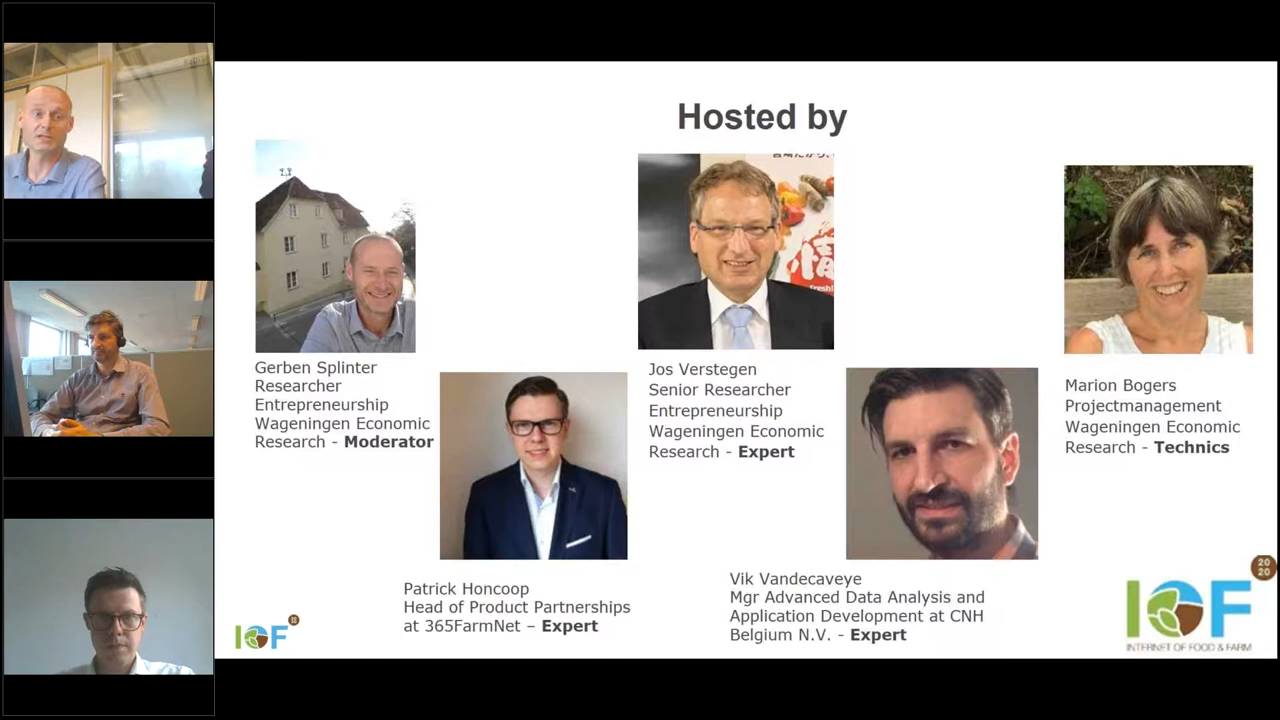 Hosted by
Gerben Splinter
Researcher
Entrepreneurship
Wageningen Economic
Research - Moderator
Patrick Honcoop
Head of Product Partnerships
at 365FarmNet – Expert
Jos Verstegen
Senior Researcher
Entrepreneurship
Wageningen Economic
Research - Expert
Vik Vandecaveye
Mgr Advanced Data Analysis and
Application Development at CNH
Belgium N.V. - Expert
Marion Bogers
Projectmanagement
Wageningen Economic
Research - Technics
IOF
20
20
IOF
INTERNET OF FOOD & FARM